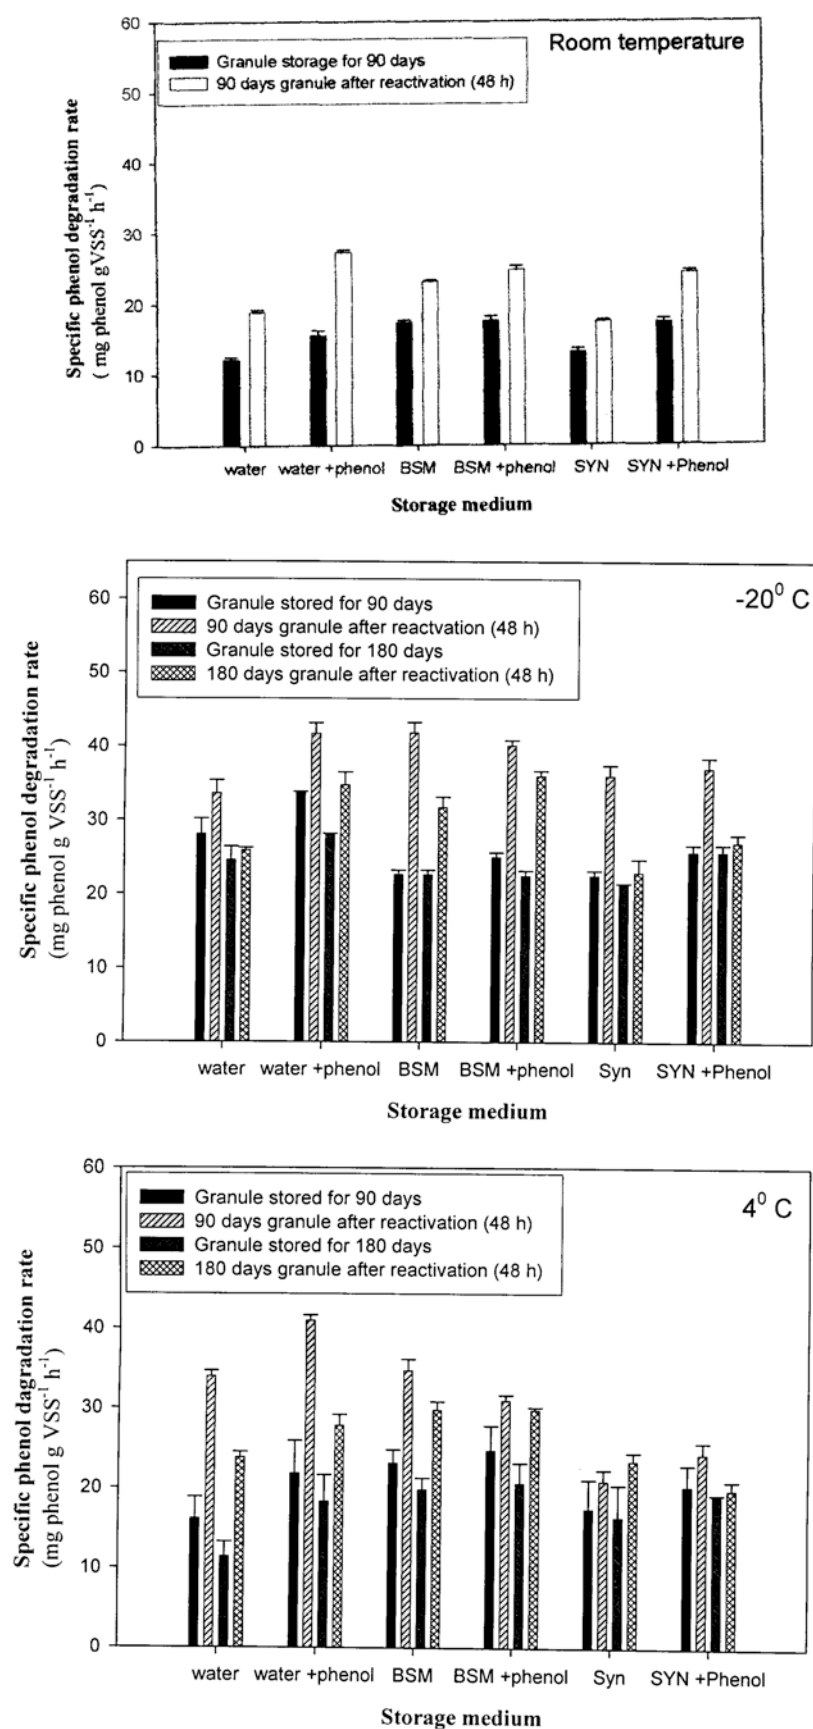 60
Room temperature
Granule storage for 90 days
90 days granule after reactivation (48 h)
50
40
30
20
10
0
Specific phenol degradation rate
( mg phenol gVSS-1 h-1)
water water +phenol BSM BSM +phenol SYN SYN +Phenol
Storage medium
-20⁰ C
60
Granule stored for 90 days
90 days granule after reactvation (48 h)
Granule stored for 180 days
180 days granule after reactivation (48 h)
50
40
30
20
10
0
Specific phenol degradation rate
(mg phenol g VSS-1 h-1)
water water +phenol BSM BSM +phenol Syn SYN +Phenol
Storage medium
60
4⁰ C
Granule stored for 90 days
90 days granule after reactivation (48 h)
Granule stored for 180 days
180 days granule after reactivation (48 h)
50
40
30
20
10
0
Specific phenol dagradation rate
(mg phenol g VSS-1 h-1)
water water +phenol BSM BSM +phenol Syn SYN +Phenol
Storage medium